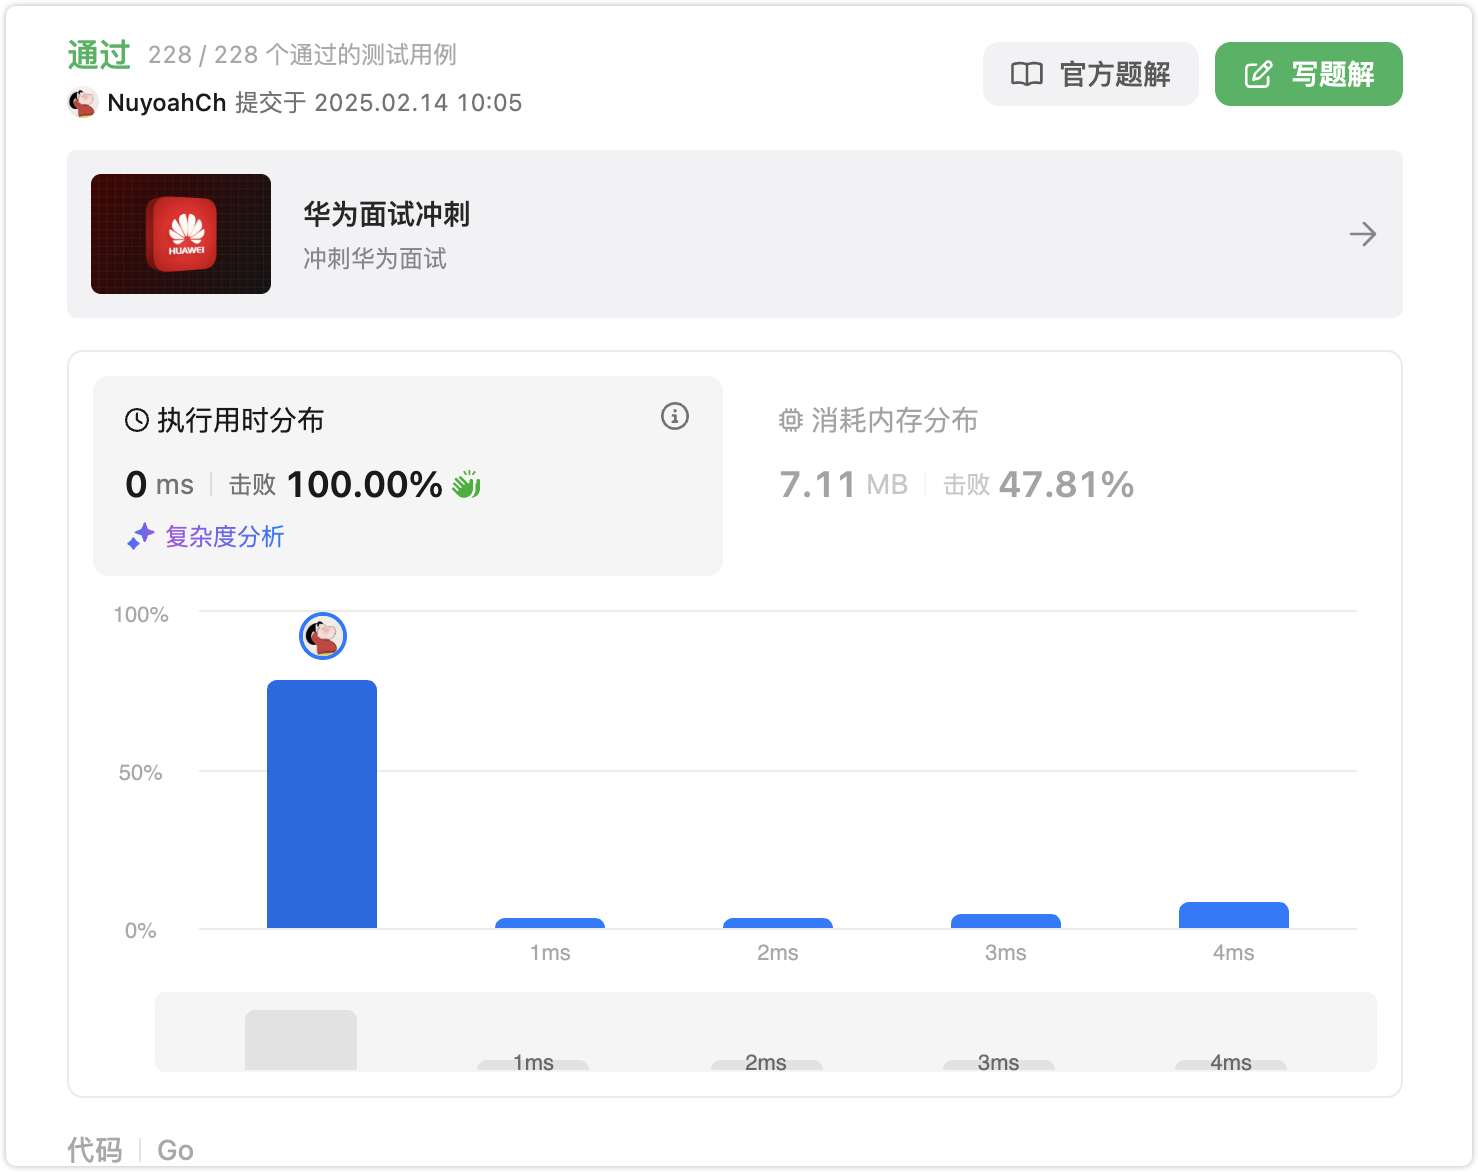 通过 228 / 228 个通过的测试用例
NuyoahCh 提交于 2025.02.14 10:05
官方题解
写题解
HUAWEI
华为面试冲刺
冲刺华为面试
执行用时分布
0 ms 击败 100.00%
复杂度分析
消耗内存分布
7.11 MB 击败 47.81%
100%
50%
0%
1ms 2ms 3ms 4ms
1ms 2ms 3ms 4ms
代码 Go